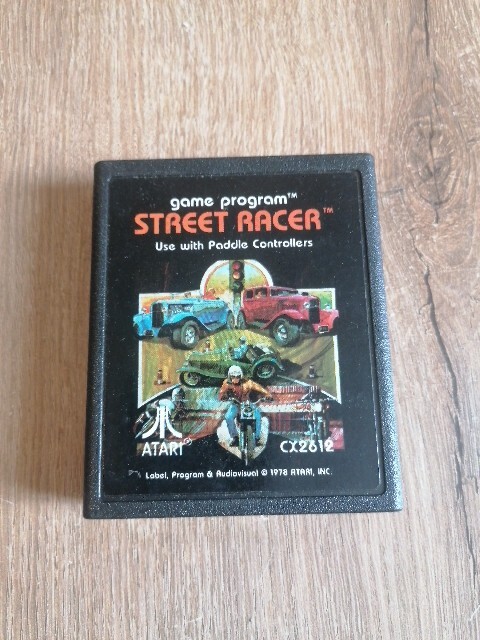 game program™
STREET RACER™
Use with Paddle Controllers
ATARI®
CX2612
Label, Program & Audiovisual © 1978 ATARI, INC.